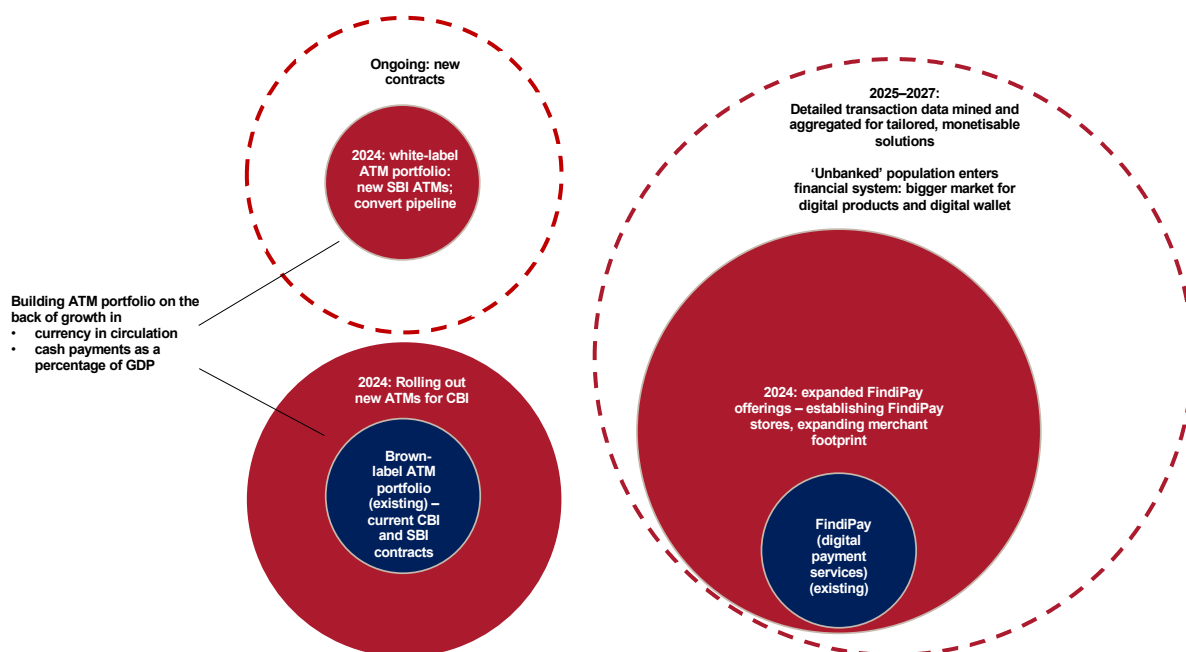 Ongoing: new
contracts
2024: white-label
ATM portfolio:
new SBI ATMs;
convert pipeline
Building ATM portfolio on the
back of growth in
• currency in circulation
• cash payments as a
percentage of GDP
2024: Rolling out
new ATMs for CBI
Brown-
label ATM
portfolio
(existing) –
current CBI
and SBI
contracts
2025–2027:
Detailed transaction data mined and
aggregated for tailored, monetisable
solutions
‘Unbanked’ population enters
financial system: bigger market for
digital products and digital wallet
2024: expanded FindiPay
offerings – establishing FindiPay
stores, expanding merchant
footprint
FindiPay
(digital
payment
services)
(existing)